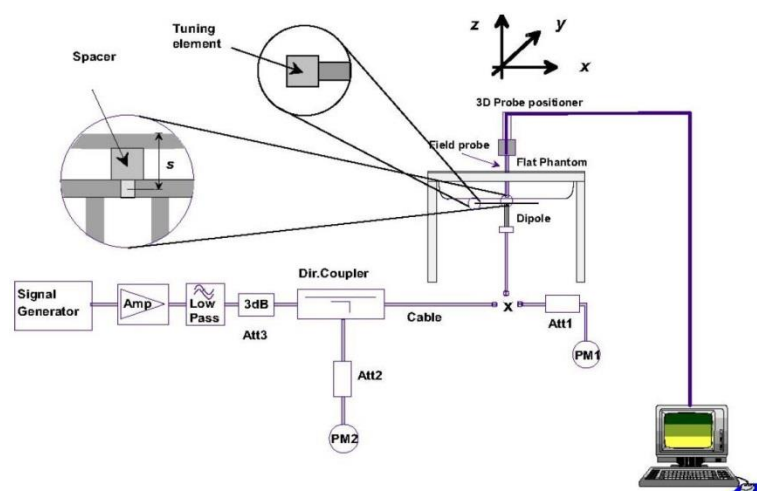 Tuning
element
Spacer
s
z
y
x
3D Probe positioner
Field probe
Flat Phantom
Dipole
Signal
Generator
Amp
Low
Pass
3dB
Att3
Dir.Coupler
Cable
x
Att1
PM1
Att2
PM2